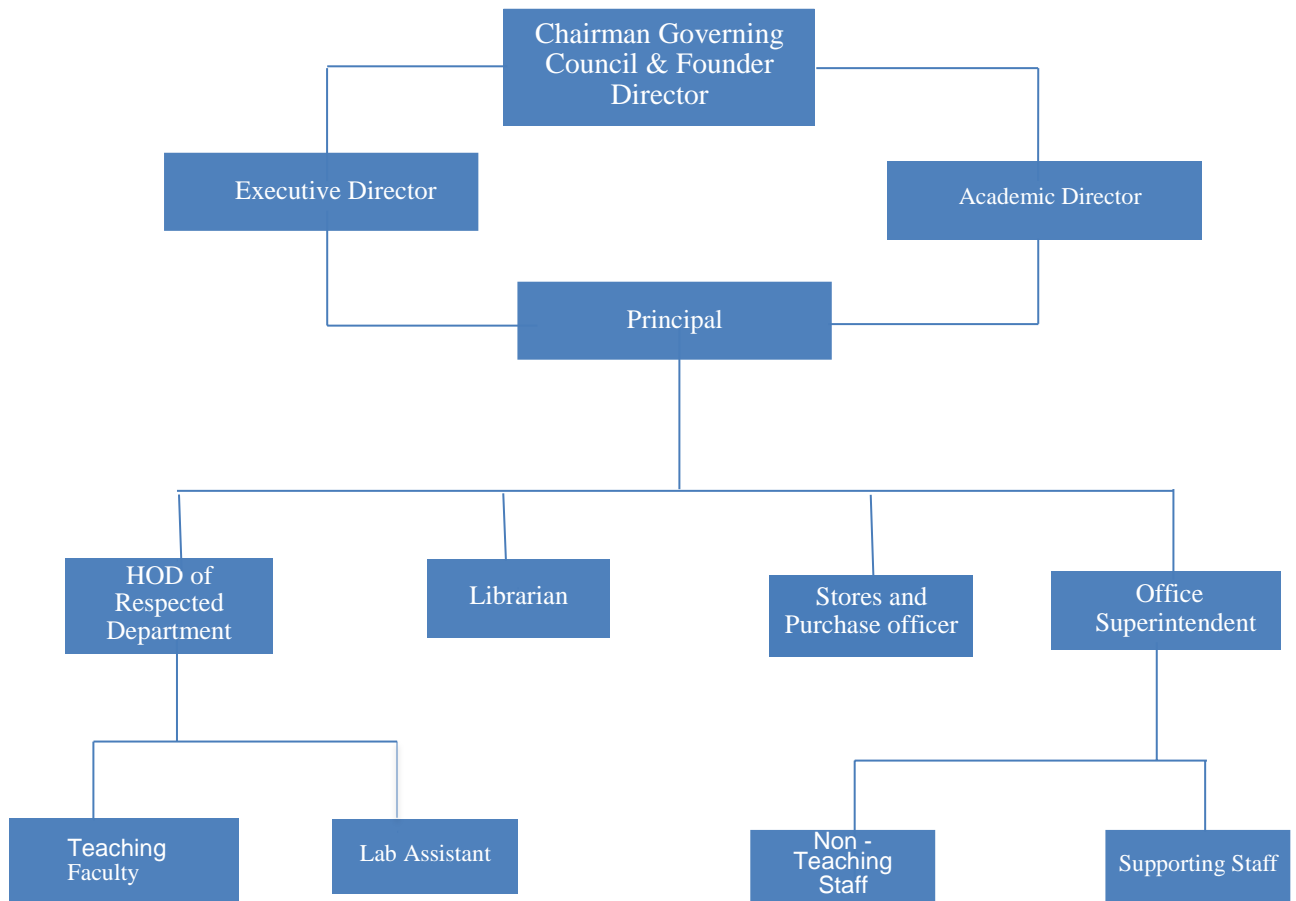 Chairman Governing
Council & Founder
Director
Executive Director
Academic Director
Principal
HOD of
Respected
Department
Librarian
Stores and
Purchase officer
Office
Superintendent
Teaching
Faculty
Lab Assistant
Non -
Teaching
Staff
Supporting Staff